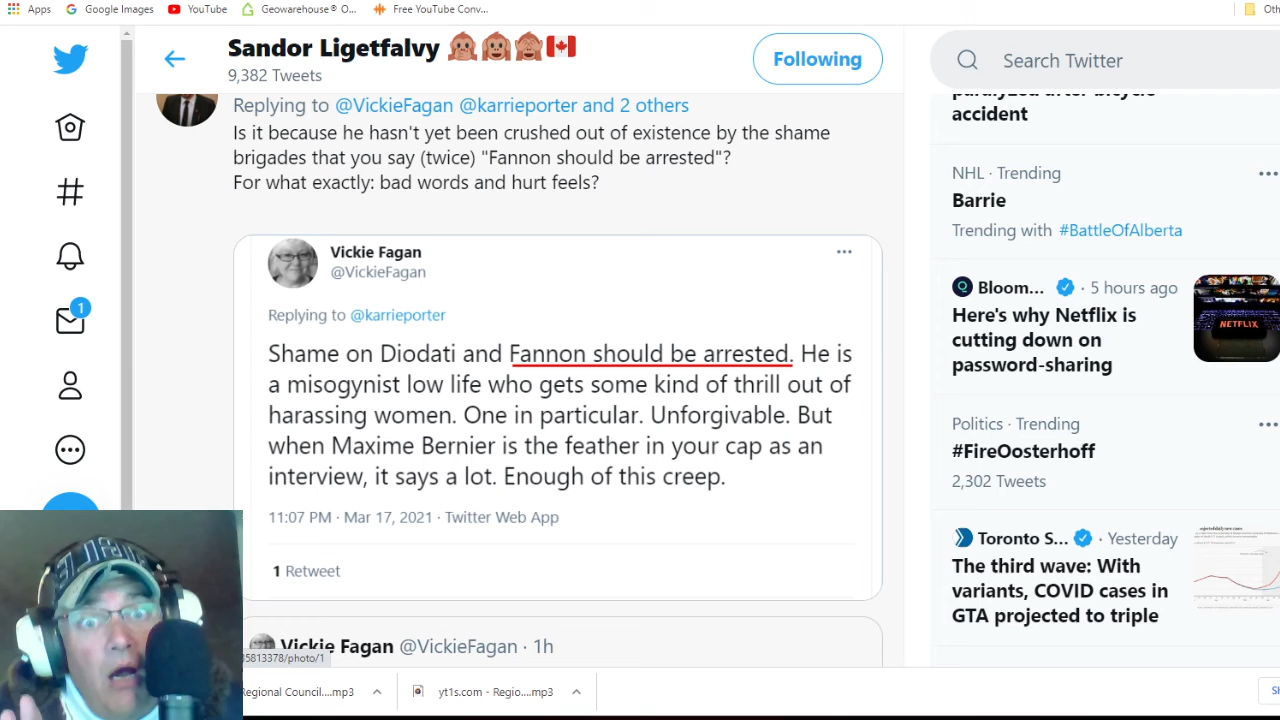 Apps
Google Images
YouTube
Geowarehouse® O...
Free YouTube Conv...
Oth
Sandor Ligetfalvy
9,382 Tweets
Following
Replying to @VickieFagan @karrieporter and 2 others
Is it because he hasn't yet been crushed out of existence by the shame
brigades that you say (twice) "Fannon should be arrested"?
For what exactly: bad words and hurt feels?
Vickie Fagan
@VickieFagan
Replying to @karrieporter
Shame on Diodati and Fannon should be arrested. He is
a misogynist low life who gets some kind of thrill out of
harassing women. One in particular. Unforgivable. But
when Maxime Bernier is the feather in your cap as an
interview, it says a lot. Enough of this creep.
11:07 PM · Mar 17, 2021 · Twitter Web App
1 Retweet
Vickie Fagan @VickieFagan · 1h
35813378/photo/1
Regional Council....mp3
yt1s.com - Regio....mp3
Search Twitter
paralyzed after bicycle
accident
NHL · Trending
Barrie
Trending with #BattleOfAlberta
Bloom... · 5 hours ago
Here's why Netflix is
cutting down on
password-sharing
NETFLIX
Politics · Trending
#FireOosterhoff
2,302 Tweets
Toronto S... · Yesterday
The third wave: With
variants, COVID cases in
GTA projected to triple
1